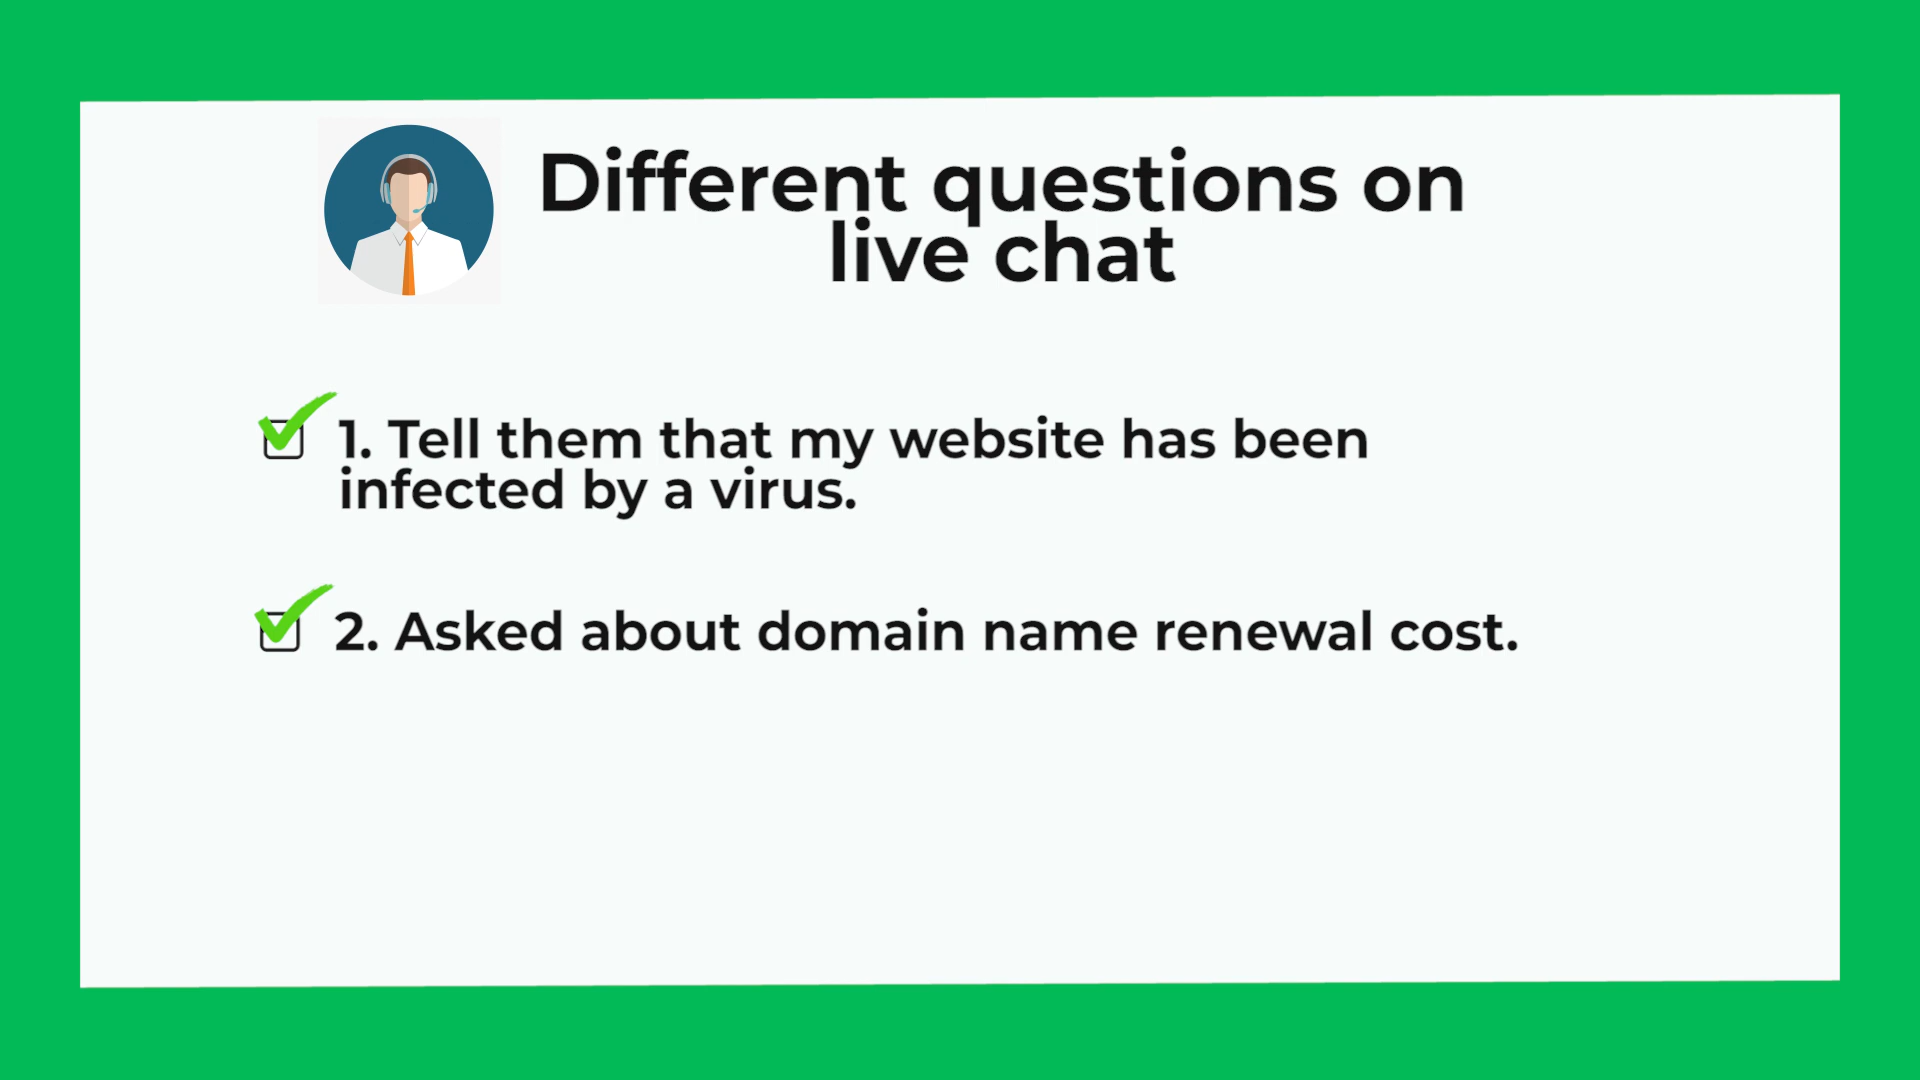 Different questions on
live chat
1. Tell them that my website has been
infected by a virus.
2. Asked about domain name renewal cost.